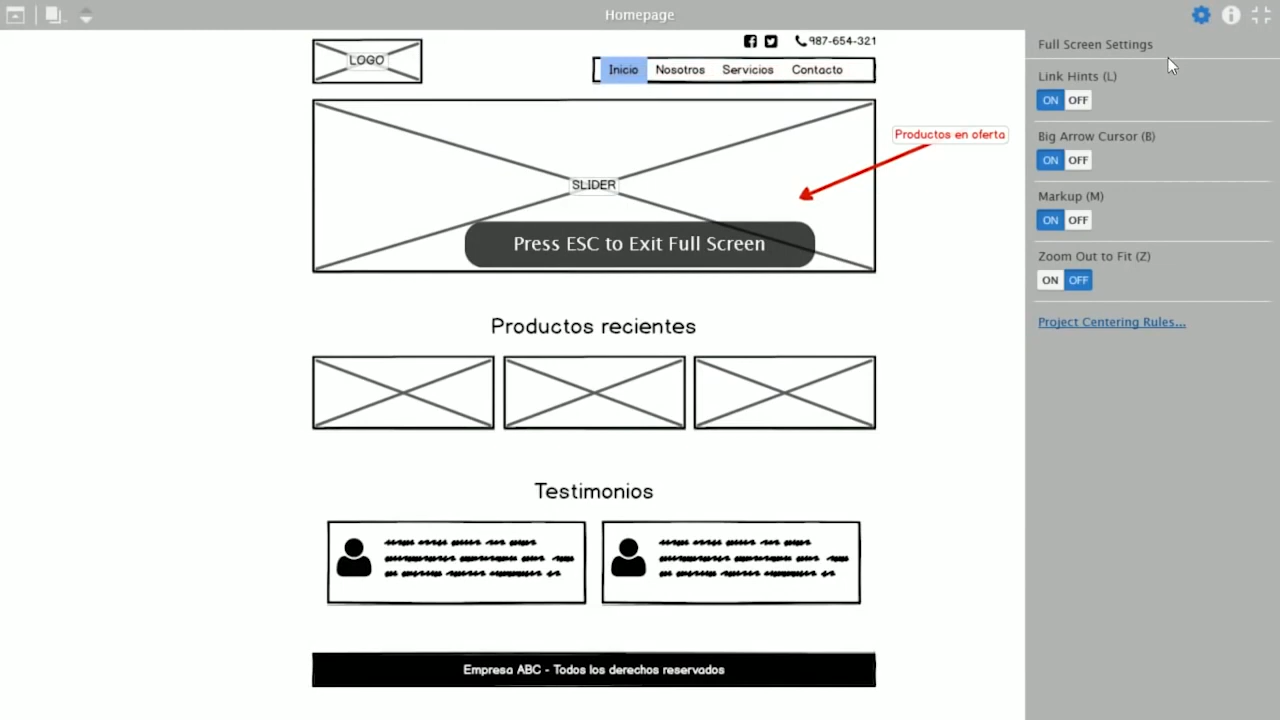 Homepage
LOGO
987-654-321
Inicio Nosotros Servicios Contacto
SLIDER
Productos en oferta
Press ESC to Exit Full Screen
Productos recientes
Testimonios
Empresa ABC - Todos los derechos reservados
Full Screen Settings
Link Hints (L)
ON OFF
Big Arrow Cursor (B)
ON OFF
Markup (M)
ON OFF
Zoom Out to Fit (Z)
ON OFF
Project Centering Rules...